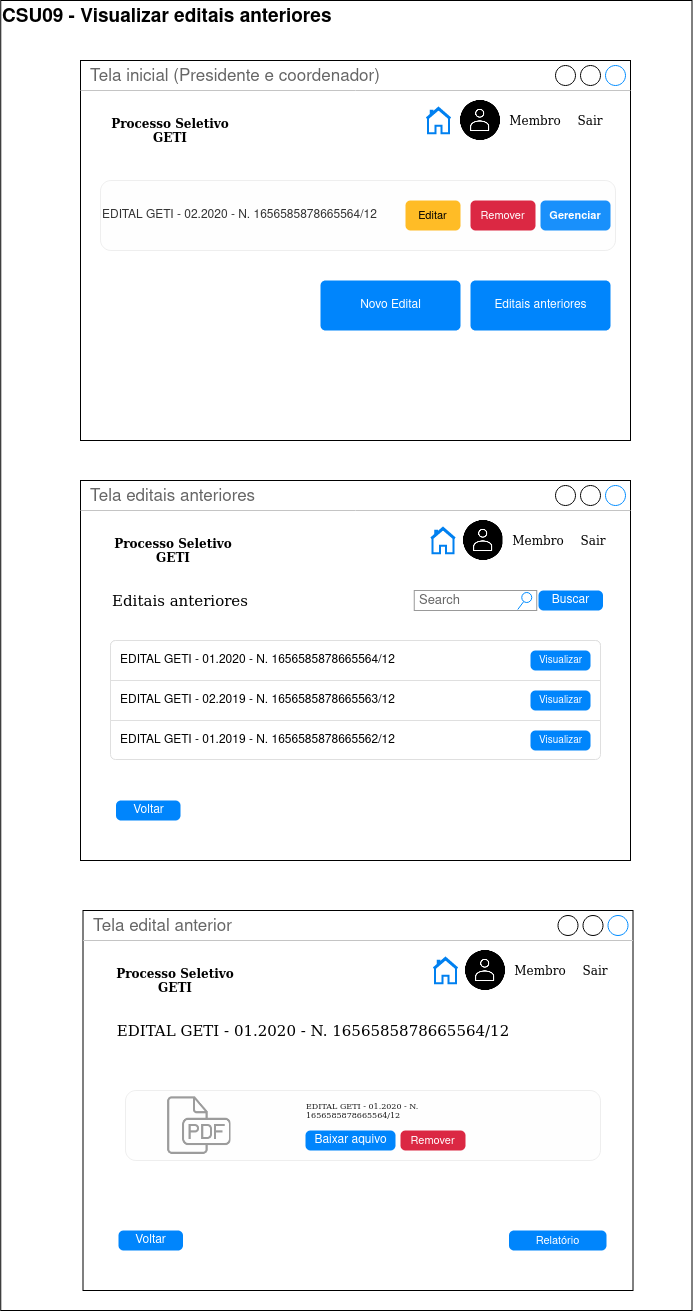 CSU09 - Visualizar editais anteriores
Tela inicial (Presidente e coordenador)
Processo Seletivo
GETI
Membro Sair
EDITAL GETI - 02.2020 - N. 1656585878665564/12 Editar Remover Gerenciar
Novo Edital Editais anteriores
Tela editais anteriores
Processo Seletivo
GETI
Membro Sair
Editais anteriores Search Buscar
EDITAL GETI - 01.2020 - N. 1656585878665564/12 Visualizar
EDITAL GETI - 02.2019 - N. 1656585878665563/12 Visualizar
EDITAL GETI - 01.2019 - N. 1656585878665562/12 Visualizar
Voltar
Tela edital anterior
Processo Seletivo
GETI
Membro Sair
EDITAL GETI - 01.2020 - N. 1656585878665564/12
PDF
EDITAL GETI - 01.2020 - N.
1656585878665564/12
Baixar aquivo Remover
Voltar Relatório